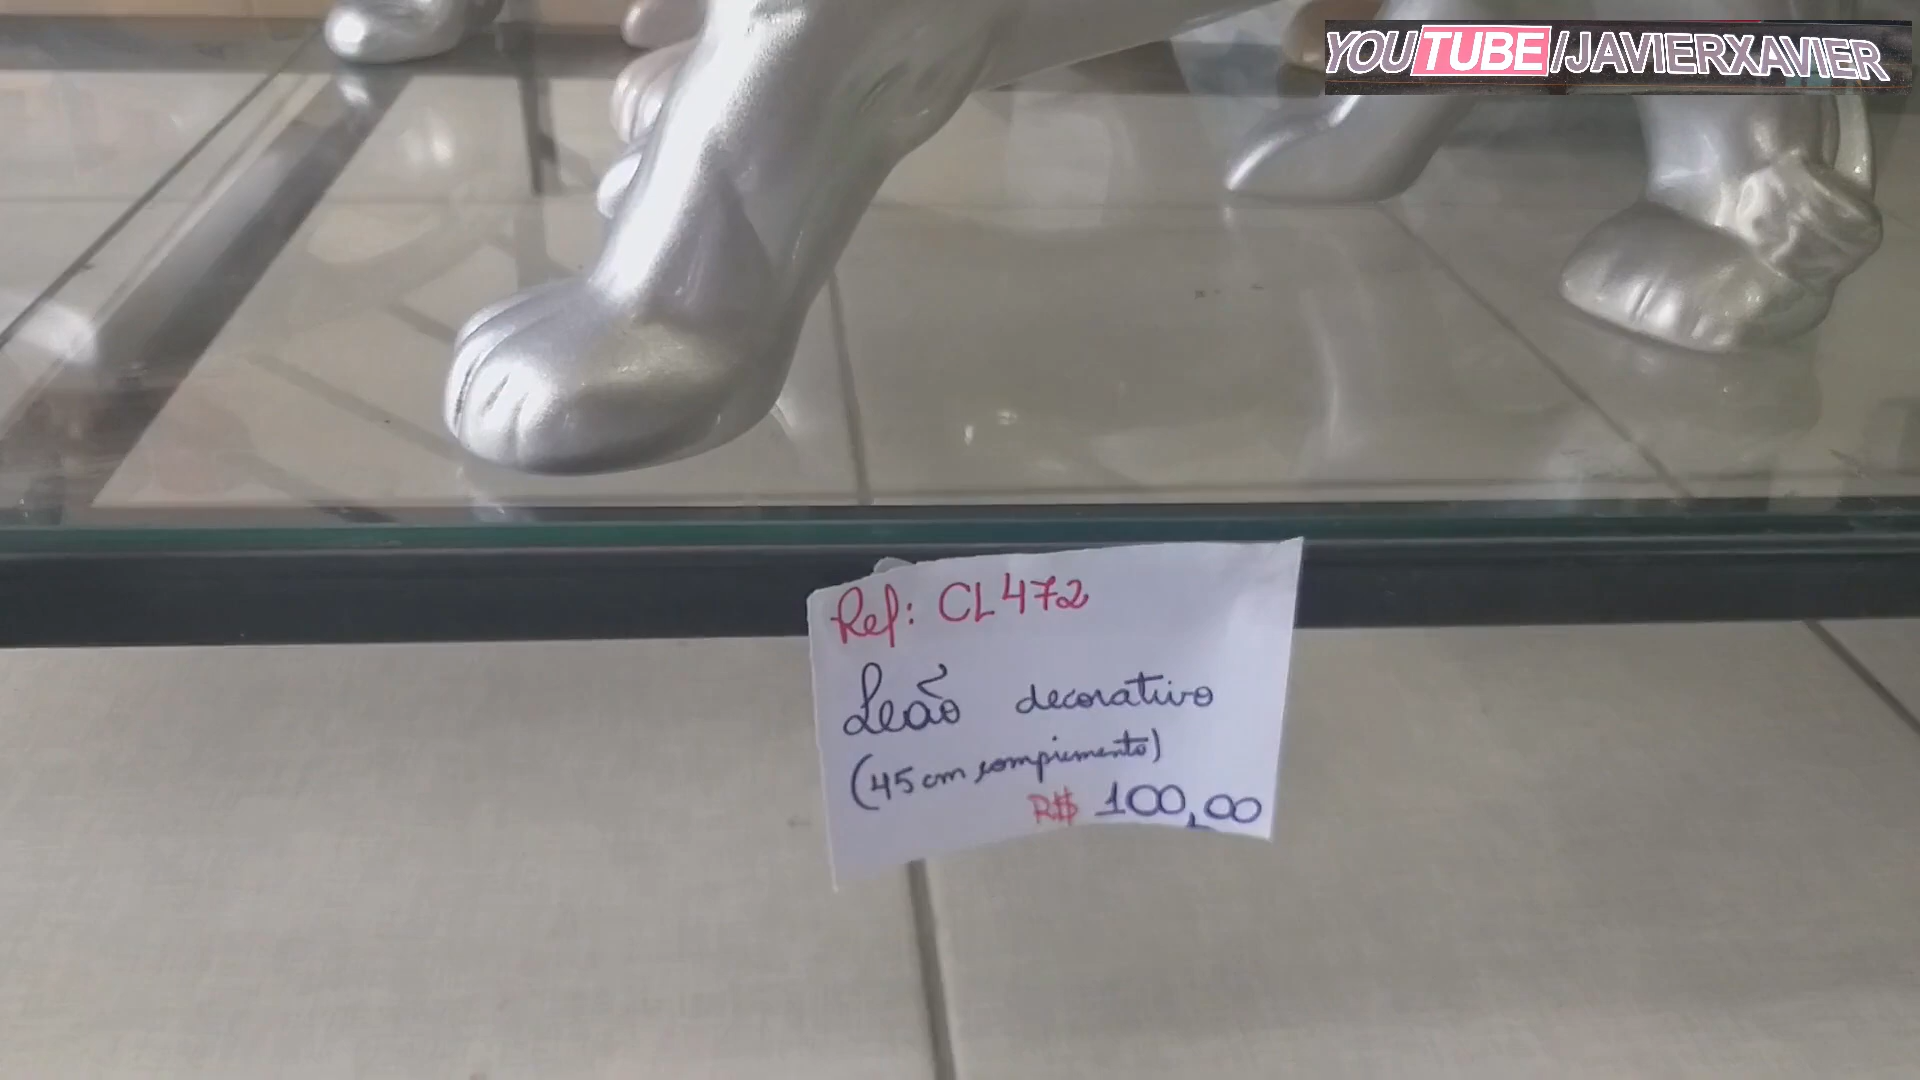 YOUTUBE/JAVIERXAVIER
Ref: CL472
Leão decorativo
(45 cm comprimento)
R$ 100,00